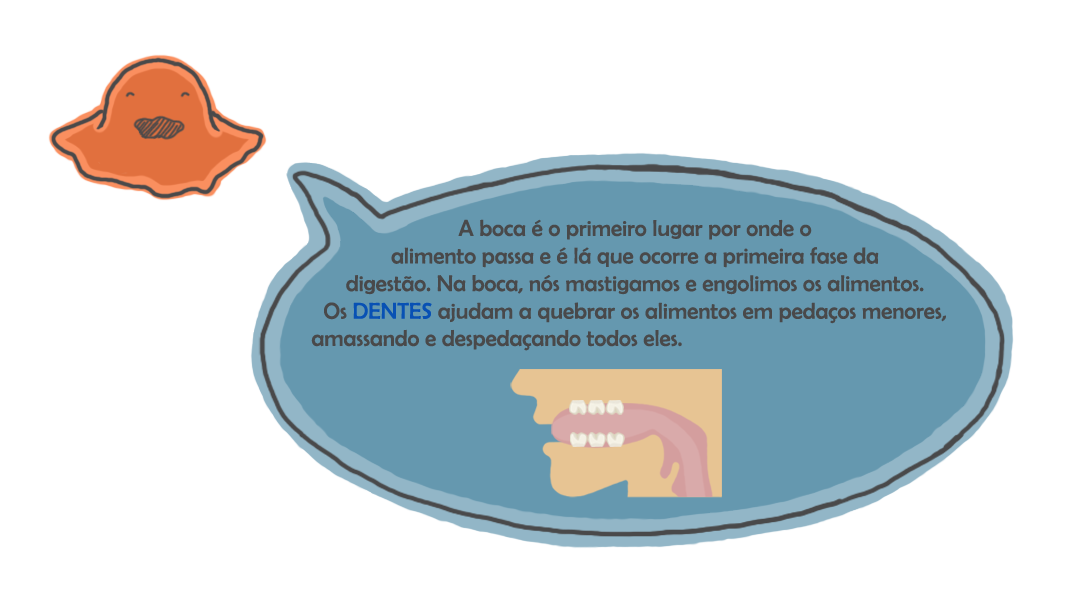 A boca é o primeiro lugar por onde o
alimento passa e é lá que ocorre a primeira fase da
digestão. Na boca, nós mastigamos e engolimos os alimentos.
Os DENTES ajudam a quebrar os alimentos em pedaços menores,
amassando e despedaçando todos eles.